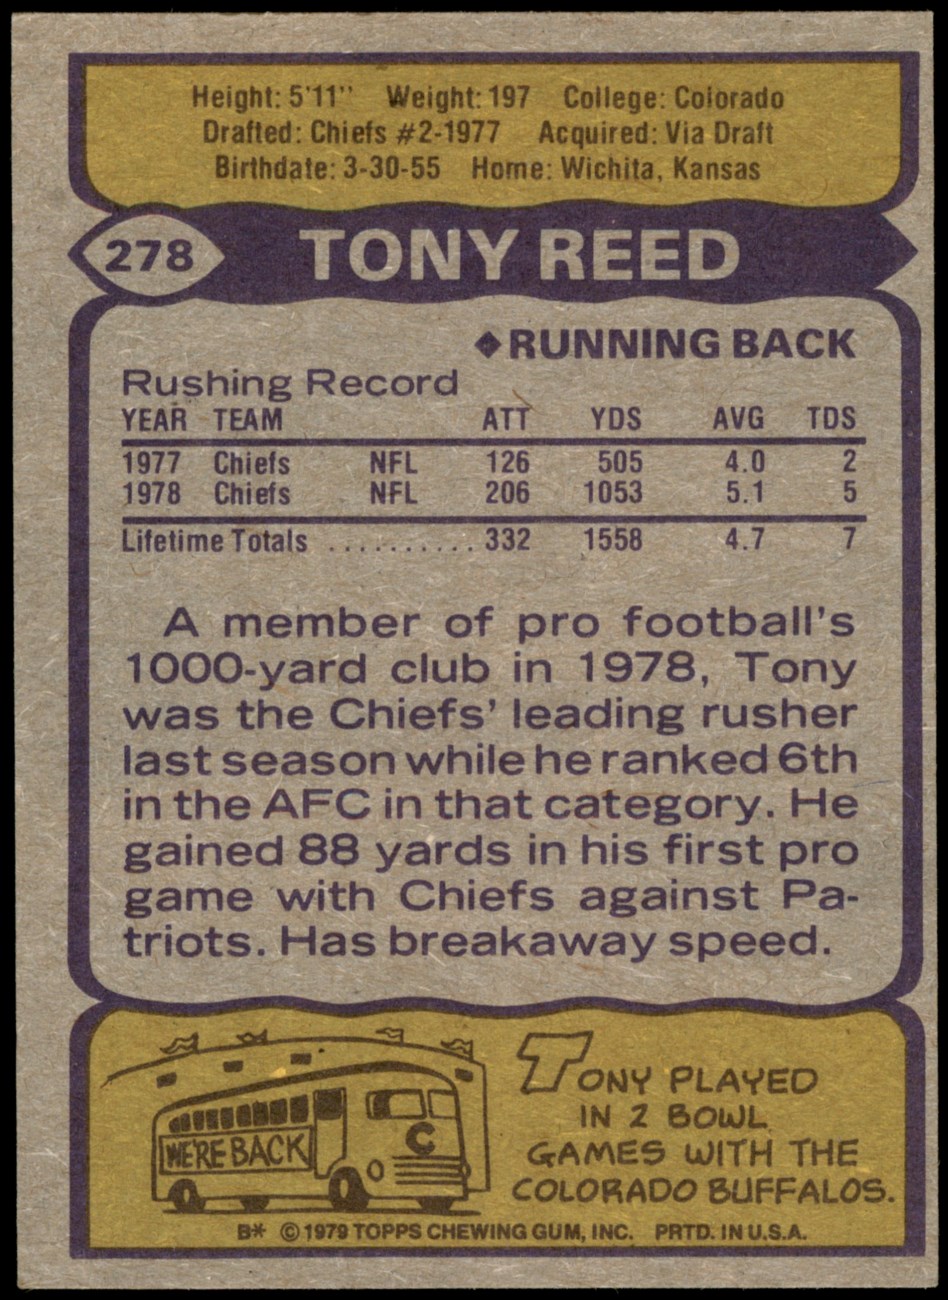 Height: 5'11" Weight: 197 College: Colorado
Drafted: Chiefs #2-1977 Acquired: Via Draft
Birthdate: 3-30-55 Home: Wichita, Kansas
278 TONY REED
◆RUNNING BACK
Rushing Record
YEAR TEAM ATT YDS AVG TDS
1977 Chiefs NFL 126 505 4.0 2
1978 Chiefs NFL 206 1053 5.1 5
Lifetime Totals .......... 332 1558 4.7 7
A member of pro football's
1000-yard club in 1978, Tony
was the Chiefs' leading rusher
last season while he ranked 6th
in the AFC in that category. He
gained 88 yards in his first pro
game with Chiefs against Pa-
triots. Has breakaway speed.
WE'RE BACK
C
TONY PLAYED
IN 2 BOWL
GAMES WITH THE
COLORADO BUFFALOS.
B* © 1979 TOPPS CHEWING GUM, INC. PRTD. IN U.S.A.